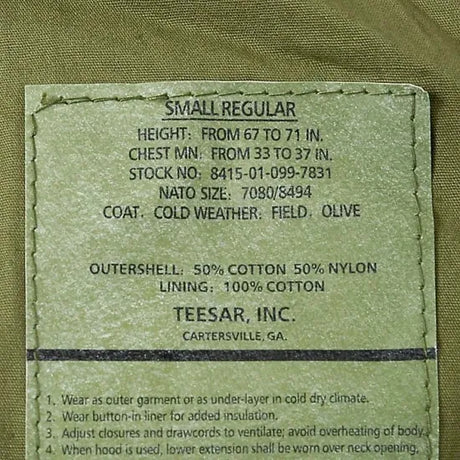 SMALL REGULAR
HEIGHT: FROM 67 TO 71 IN.
CHEST MN: FROM 33 TO 37 IN.
STOCK NO: 8415-01-099-7831
NATO SIZE: 7080/8494
COAT, COLD WEATHER: FIELD, OLIVE
OUTERSHELL: 50% COTTON 50% NYLON
LINING: 100% COTTON
TEESAR, INC.
CARTERSVILLE, GA.
1. Wear as outer garment or as under-layer in cold dry climate.
2. Wear button-in liner for added insulation.
3. Adjust closures and drawcords to ventilate; avoid overheating of body.
4. When hood is used, lower extension shall be worn over neck opening,